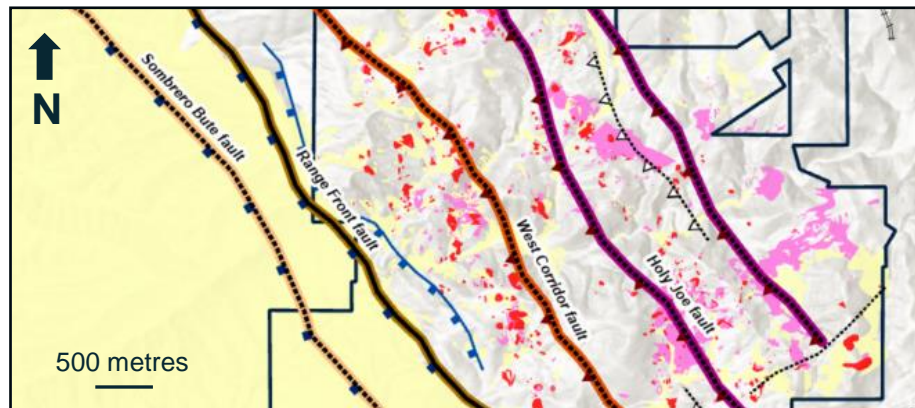 N
Sombrero Bute fault
Range Front fault
West Corridor fault
Holy Joe fault
500 metres